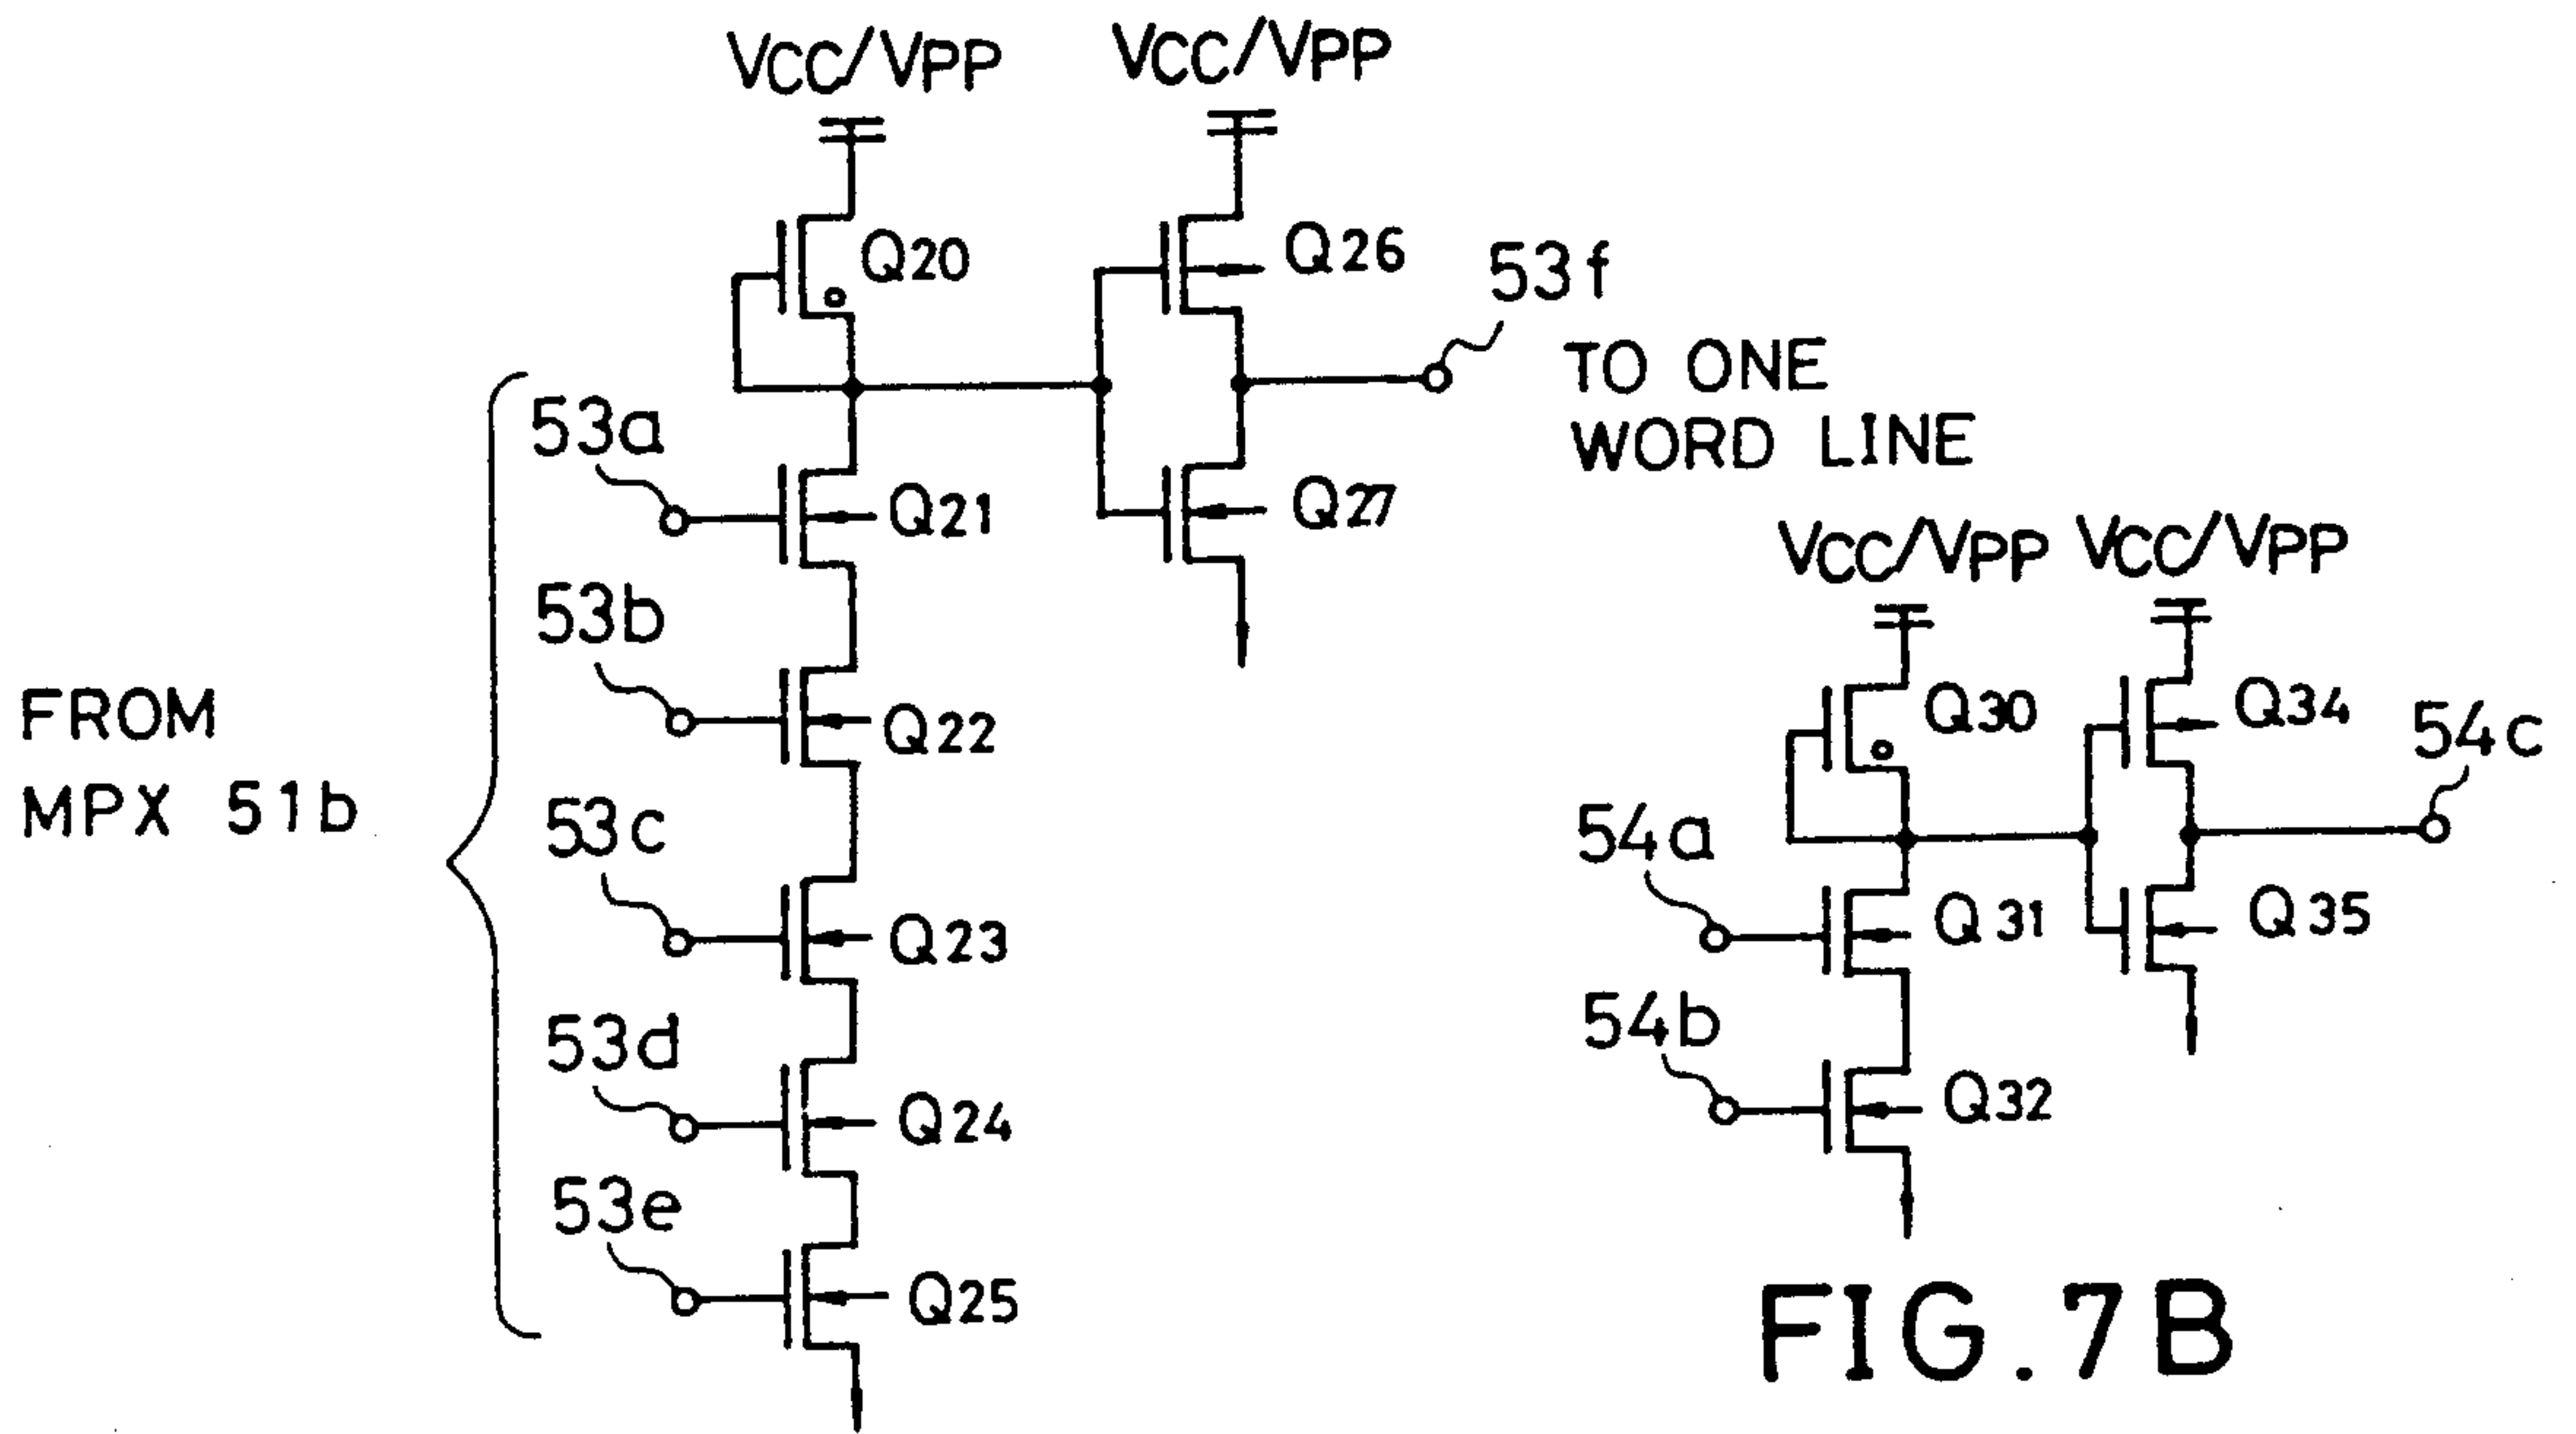 VCC/VPP
VCC/VPP
Q20
Q26
53f
TO ONE
WORD LINE
53a
Q21
Q27
53b
Q22
FROM
MPX 51b
53c
Q23
53d
Q24
53e
Q25
VCC/VPP
VCC/VPP
Q30
Q34
54c
54a
Q31
Q35
54b
Q32
FIG.7B